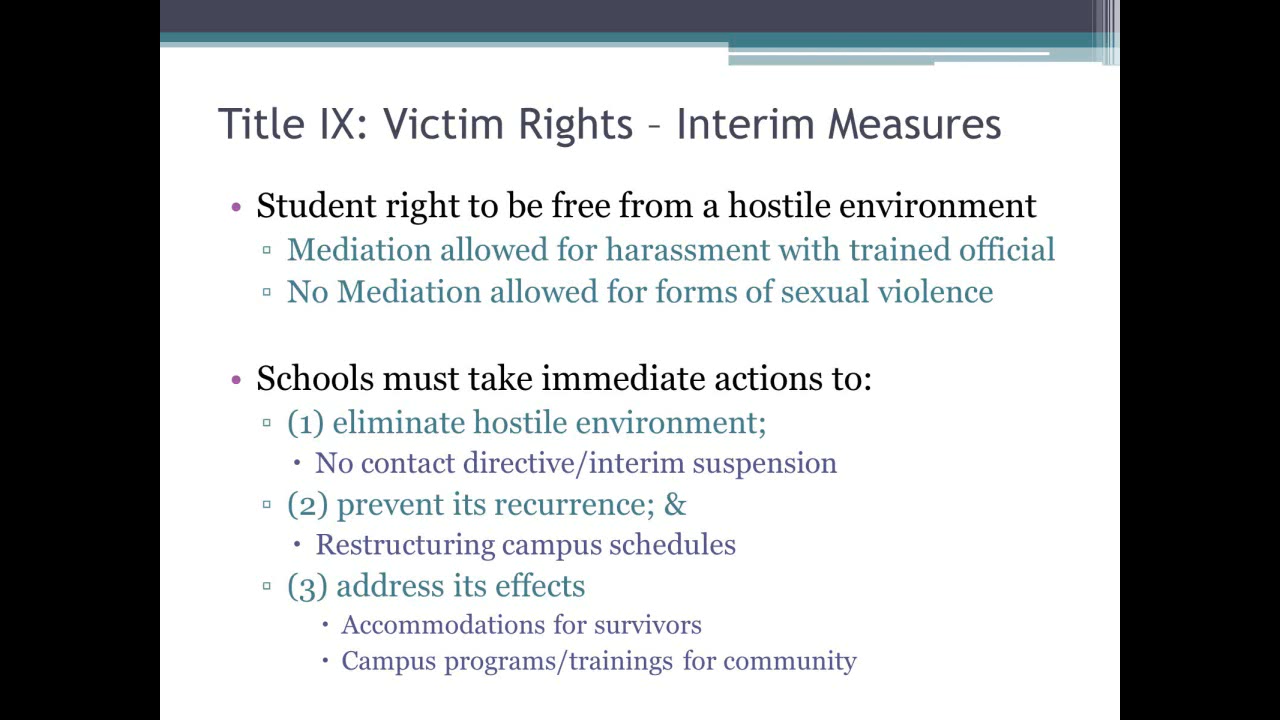 Title IX: Victim Rights – Interim Measures
• Student right to be free from a hostile environment
▫ Mediation allowed for harassment with trained official
▫ No Mediation allowed for forms of sexual violence
• Schools must take immediate actions to:
▫ (1) eliminate hostile environment;
▪ No contact directive/interim suspension
▫ (2) prevent its recurrence; &
▪ Restructuring campus schedules
▫ (3) address its effects
▪ Accommodations for survivors
▪ Campus programs/trainings for community